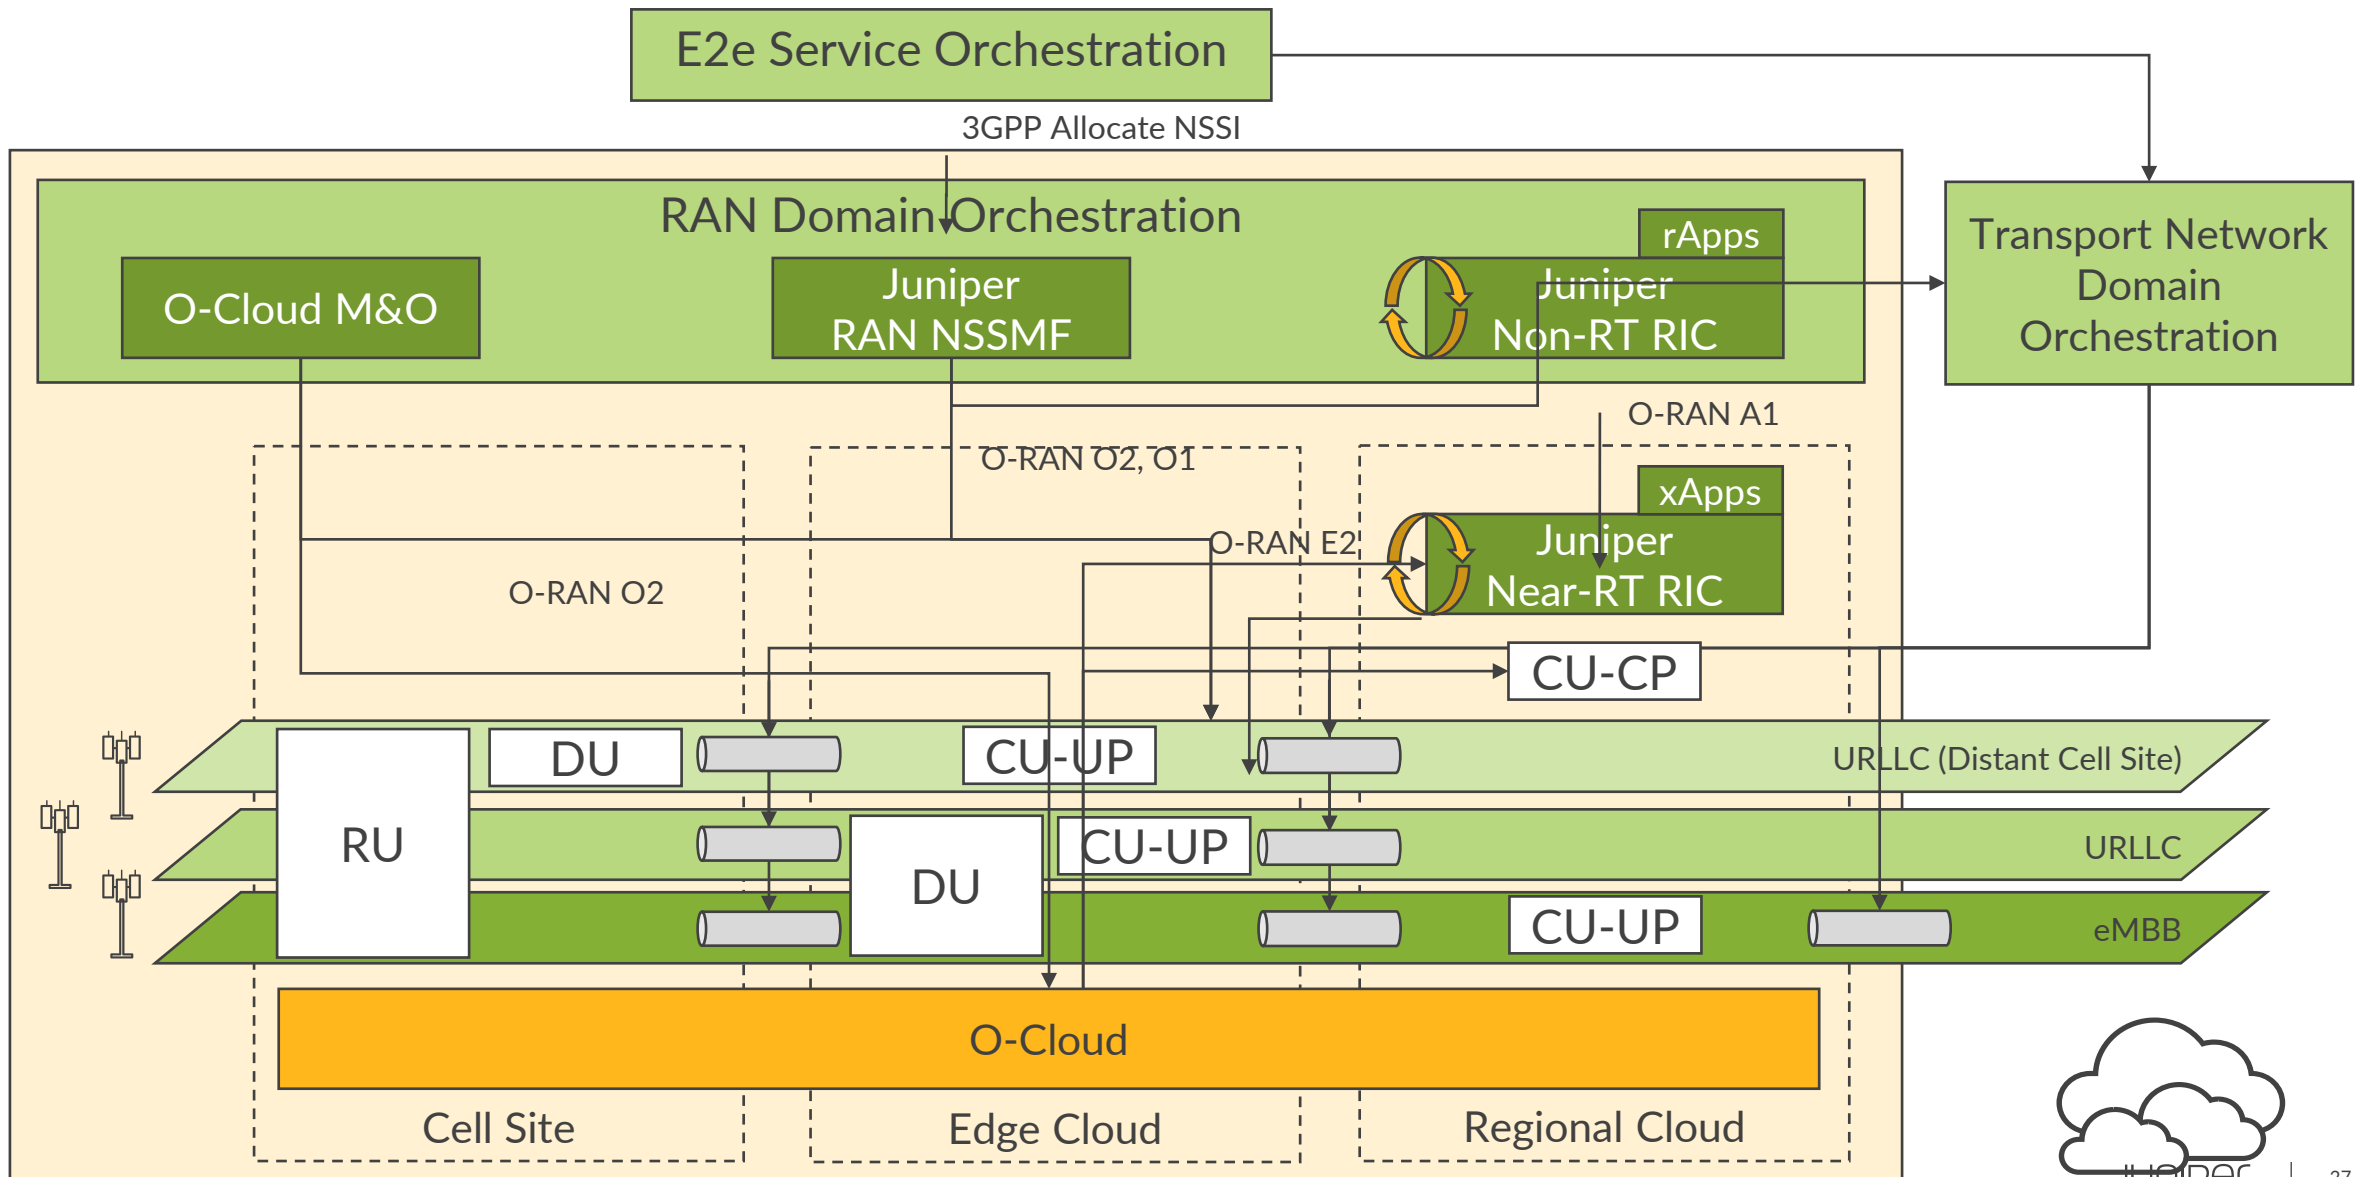 E2e Service Orchestration
3GPP Allocate NSSI
RAN Domain Orchestration
rApps
O-Cloud M&O
Juniper
RAN NSSMF
Juniper
Non-RT RIC
Transport Network
Domain
Orchestration
O-RAN A1
O-RAN O2, O1
xApps
O-RAN E2
Juniper
Near-RT RIC
O-RAN O2
CU-CP
DU
CU-UP
URLLC (Distant Cell Site)
RU
CU-UP
URLLC
DU
CU-UP
eMBB
O-Cloud
Cell Site
Edge Cloud
Regional Cloud
27